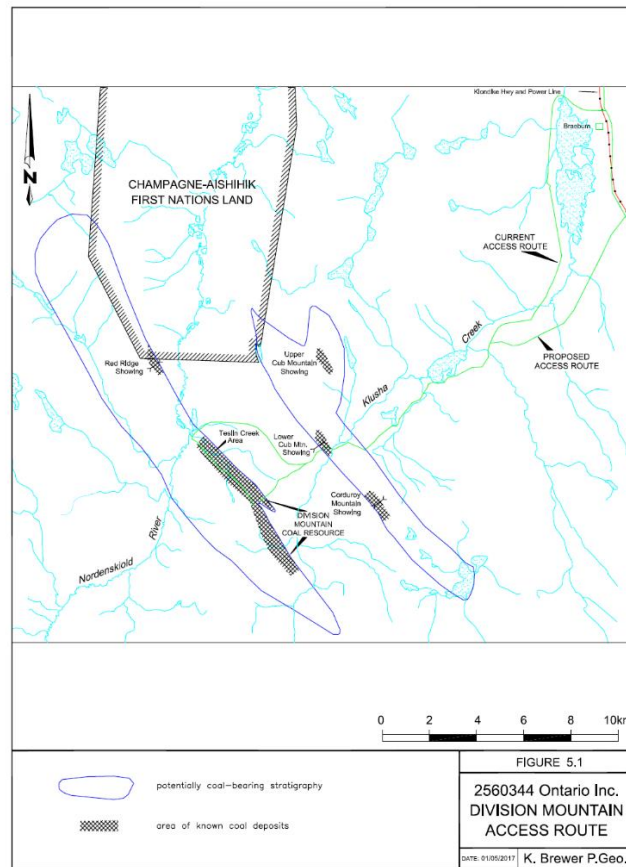 Klondike Hwy and Power Line
Braeburn
N
CHAMPAGNE-AISHIHIK
FIRST NATIONS LAND
CURRENT
ACCESS ROUTE
Creek
Klusha
PROPOSED
ACCESS ROUTE
Red Ridge
Showing
Upper
Cub Mountain
Showing
Teslin Creek
Area
Lower
Cub Mtn.
Showing
Corduroy
Mountain
Showing
DIVISION
MOUNTAIN
COAL RESOURCE
River
Nordenskiold
0 2 4 6 8 10km
FIGURE 5.1
potentially coal-bearing stratigraphy
area of known coal deposits
2560344 Ontario Inc.
DIVISION MOUNTAIN
ACCESS ROUTE
DATE: 01/05/2017
K. Brewer P.Geo.